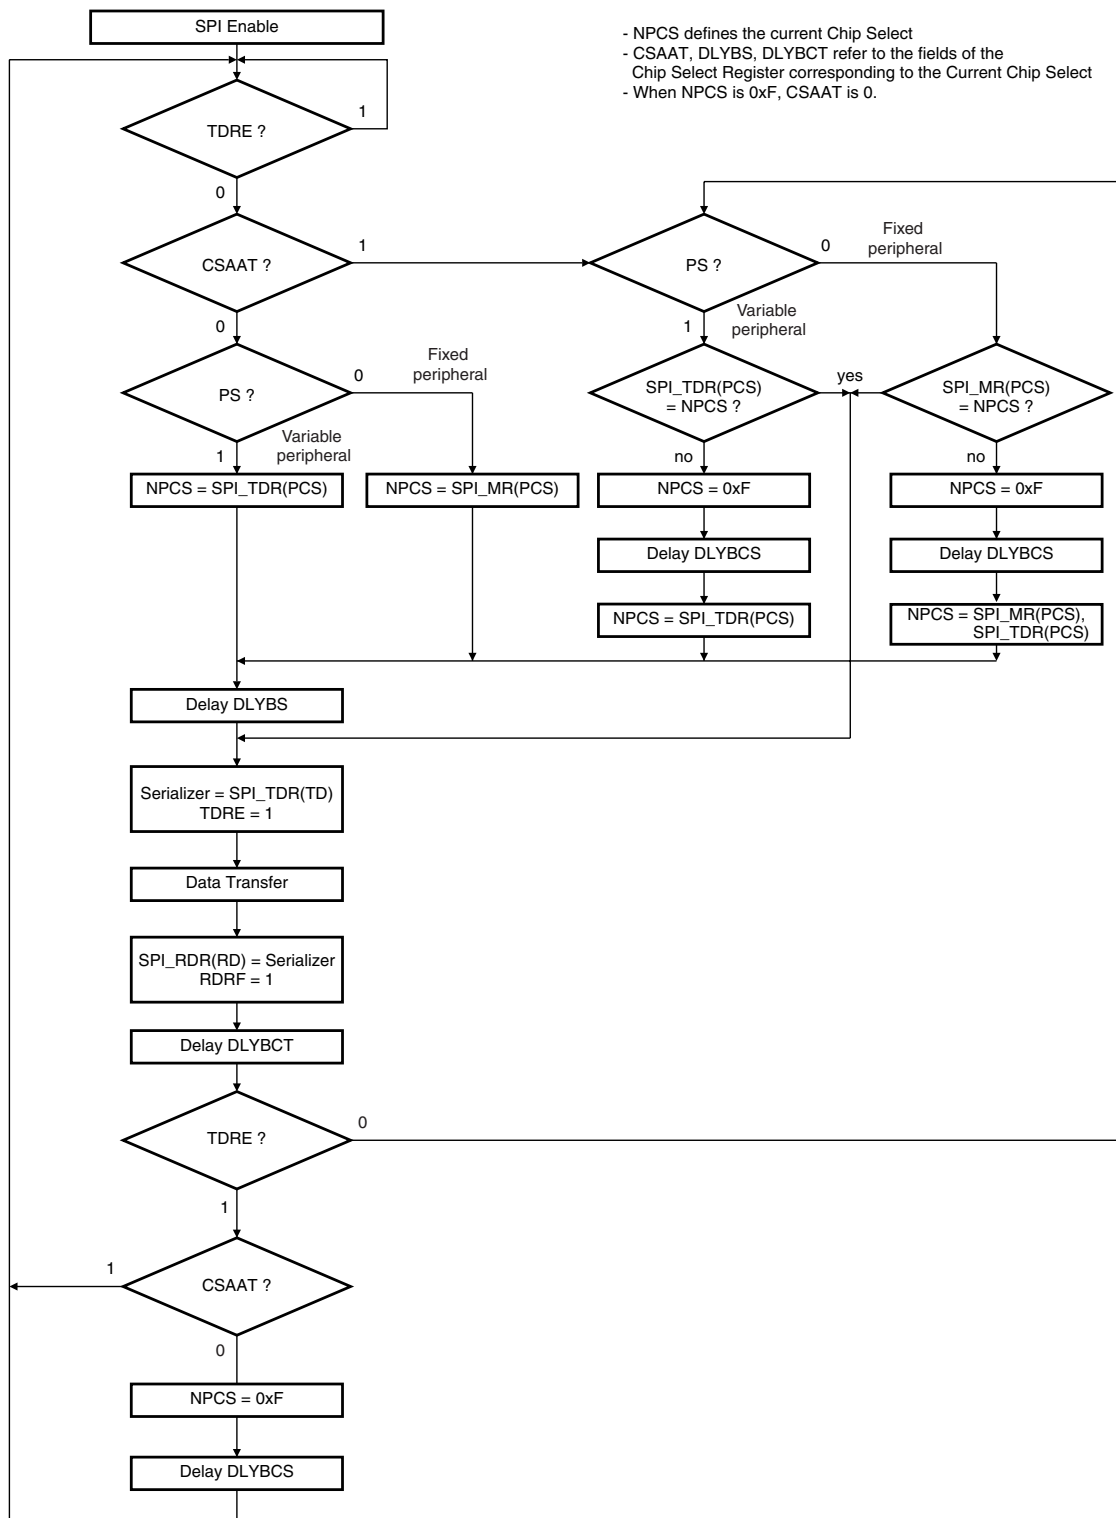 SPI Enable
- NPCS defines the current Chip Select
- CSAAT, DLYBS, DLYBCT refer to the fields of the
Chip Select Register corresponding to the Current Chip Select
- When NPCS is 0xF, CSAAT is 0.
1
TDRE ?
0
CSAAT ?
1
PS ?
0
Fixed
peripheral
0
1
Variable
peripheral
PS ?
0
Fixed
peripheral
1
Variable
peripheral
SPI_TDR(PCS)
= NPCS ?
yes
SPI_MR(PCS)
= NPCS ?
no
no
NPCS = SPI_TDR(PCS)
NPCS = SPI_MR(PCS)
NPCS = 0xF
NPCS = 0xF
Delay DLYBCS
Delay DLYBCS
NPCS = SPI_TDR(PCS)
NPCS = SPI_MR(PCS),
SPI_TDR(PCS)
Delay DLYBS
Serializer = SPI_TDR(TD)
TDRE = 1
Data Transfer
SPI_RDR(RD) = Serializer
RDRF = 1
Delay DLYBCT
TDRE ?
0
1
CSAAT ?
1
0
NPCS = 0xF
Delay DLYBCS